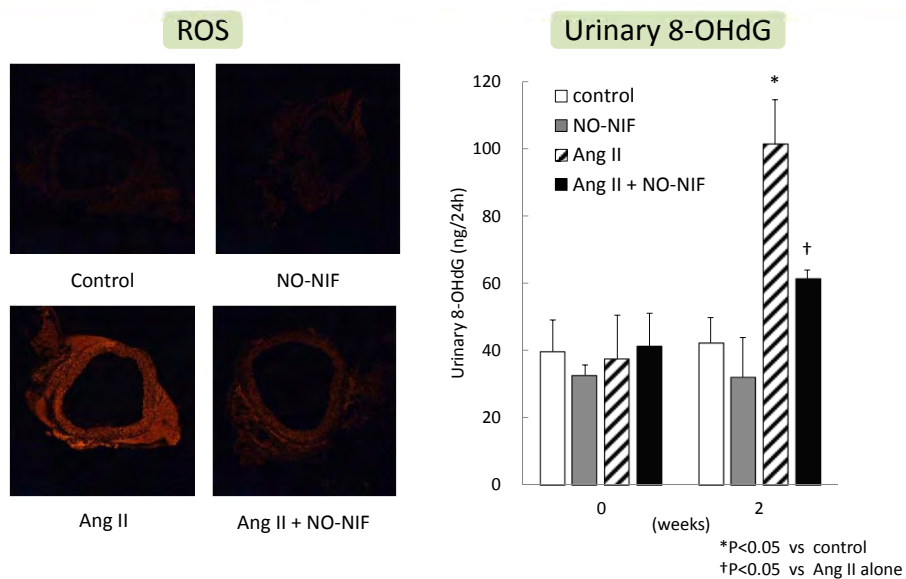 ROS
Control
NO-NIF
Ang II
Ang II + NO-NIF
Urinary 8-OHdG
Urinary 8-OHdG (ng/24h)
120
100
80
60
40
20
0
control
NO-NIF
Ang II
Ang II + NO-NIF
*
†
0
2
(weeks)
*P<0.05 vs control
†P<0.05 vs Ang II alone